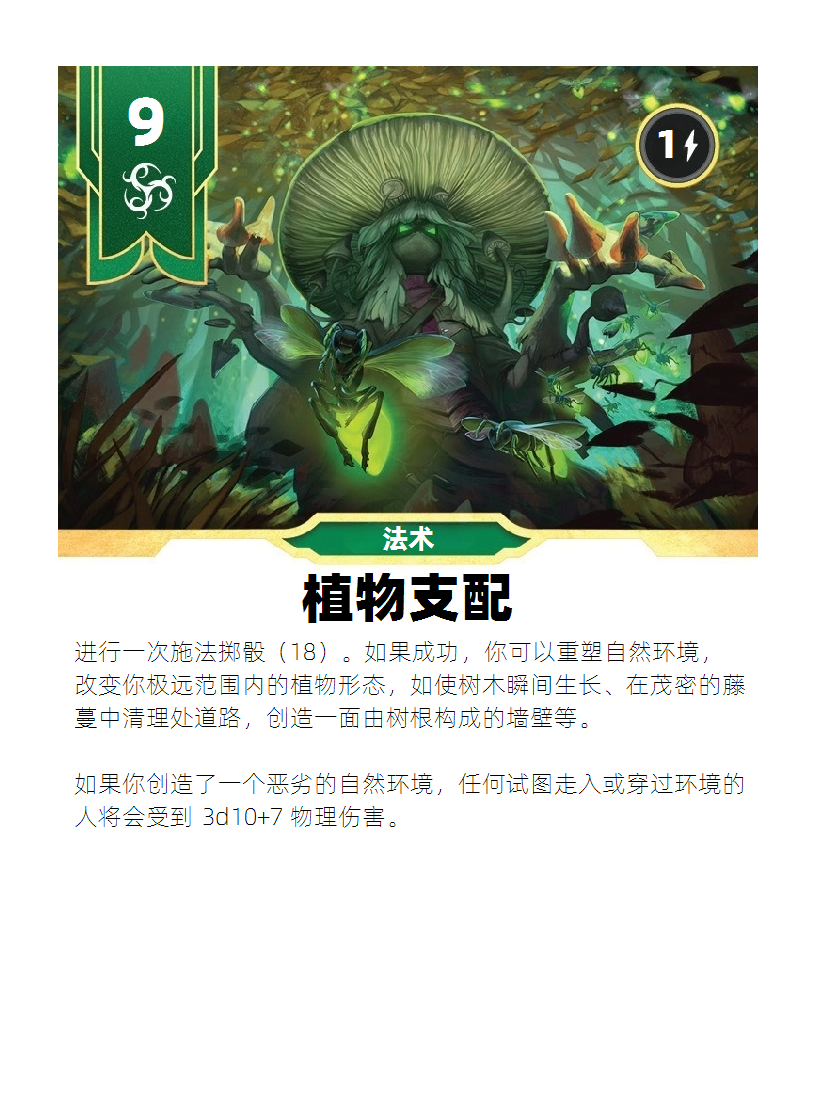 9
1
法术
植物支配
进行一次施法掷骰（18）。如果成功，你可以重塑自然环境，
改变你极远范围内的植物形态，如使树木瞬间生长、在茂密的藤
蔓中清理处道路，创造一面由树根构成的墙壁等。
如果你创造了一个恶劣的自然环境，任何试图走入或穿过环境的
人将会受到 3d10+7 物理伤害。